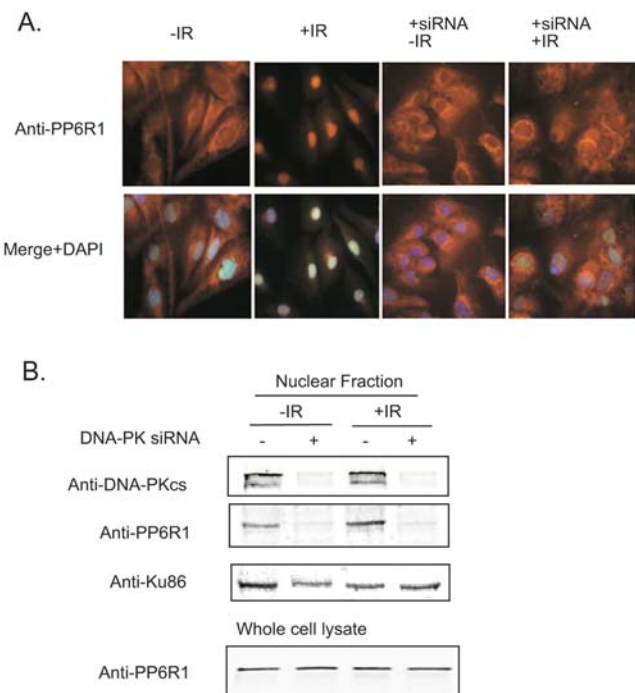 A.
-IR
+IR
+siRNA
-IR
+siRNA
+IR
Anti-PP6R1
Merge+DAPI
B.
Nuclear Fraction
-IR
+IR
DNA-PK siRNA
-
+
-
+
Anti-DNA-PKcs
Anti-PP6R1
Anti-Ku86
Whole cell lysate
Anti-PP6R1